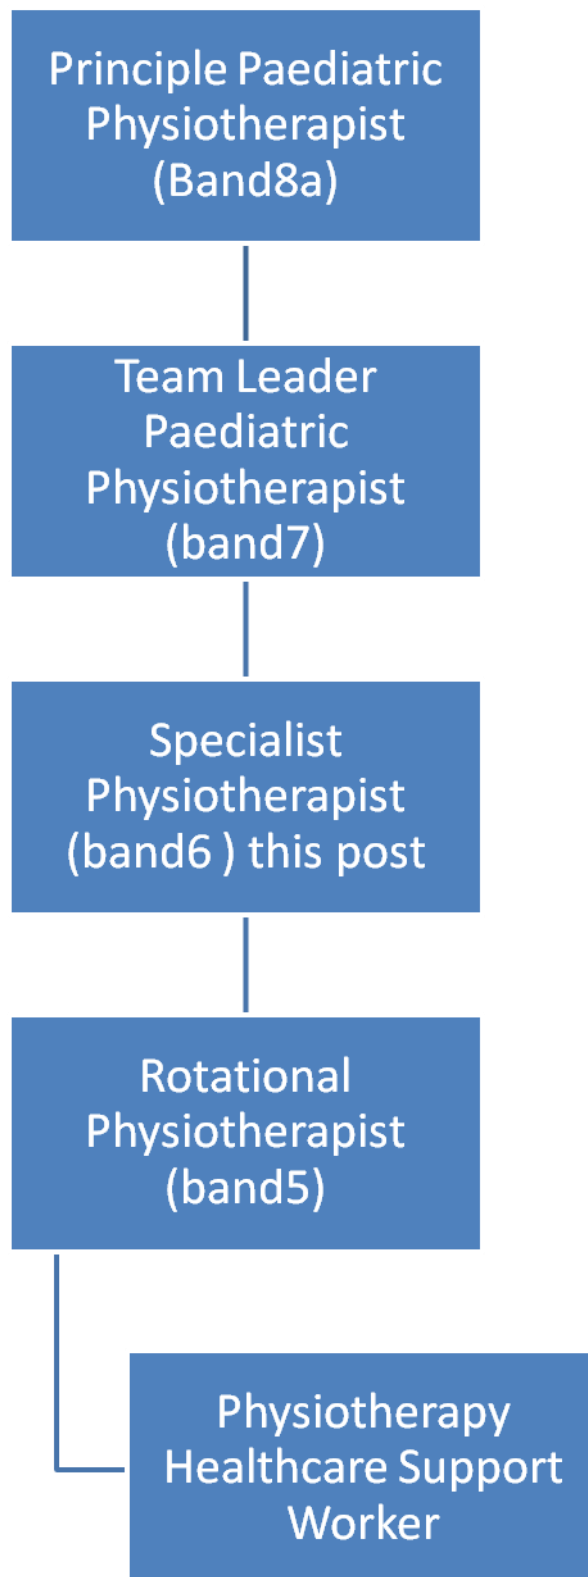 Principle Paediatric
Physiotherapist
(Band8a)
Team Leader
Paediatric
Physiotherapist
(band7)
Specialist
Physiotherapist
(band6 ) this post
Rotational
Physiotherapist
(band5)
Physiotherapy
Healthcare Support
Worker